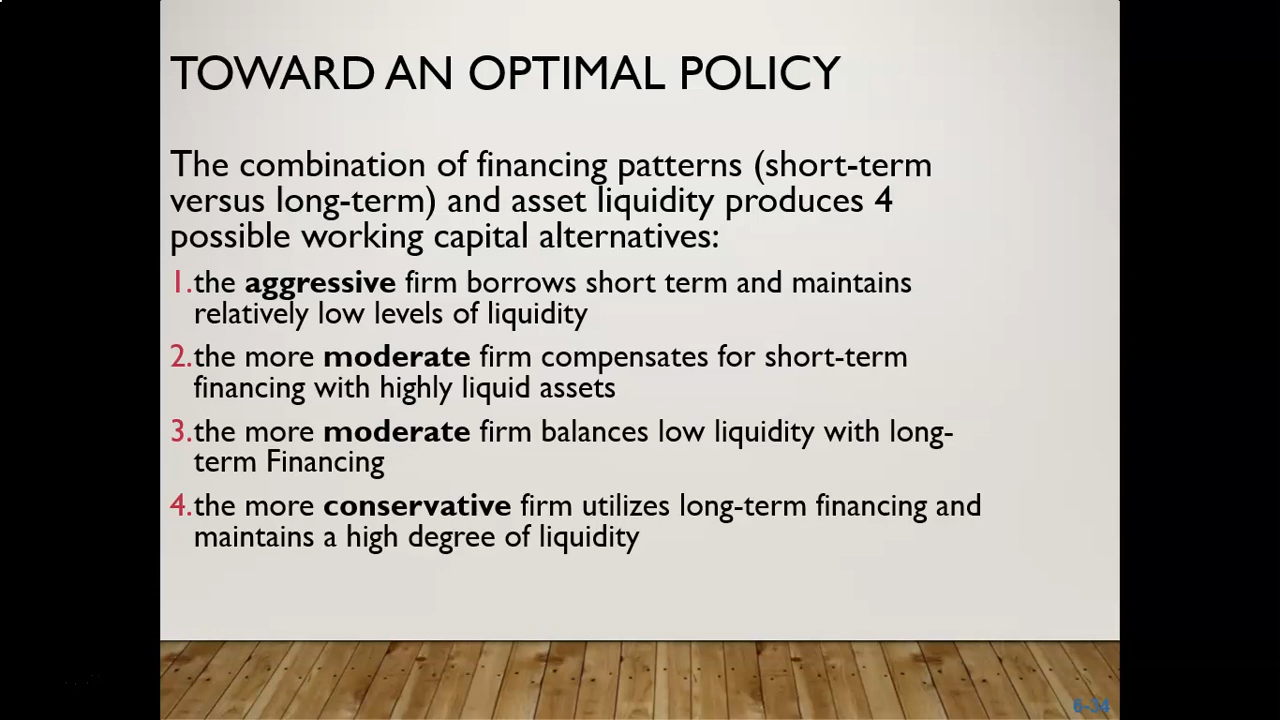 TOWARD AN OPTIMAL POLICY
The combination of financing patterns (short-term
versus long-term) and asset liquidity produces 4
possible working capital alternatives:
1.the aggressive firm borrows short term and maintains
relatively low levels of liquidity
2.the more moderate firm compensates for short-term
financing with highly liquid assets
3.the more moderate firm balances low liquidity with long-
term Financing
4.the more conservative firm utilizes long-term financing and
maintains a high degree of liquidity
6-34